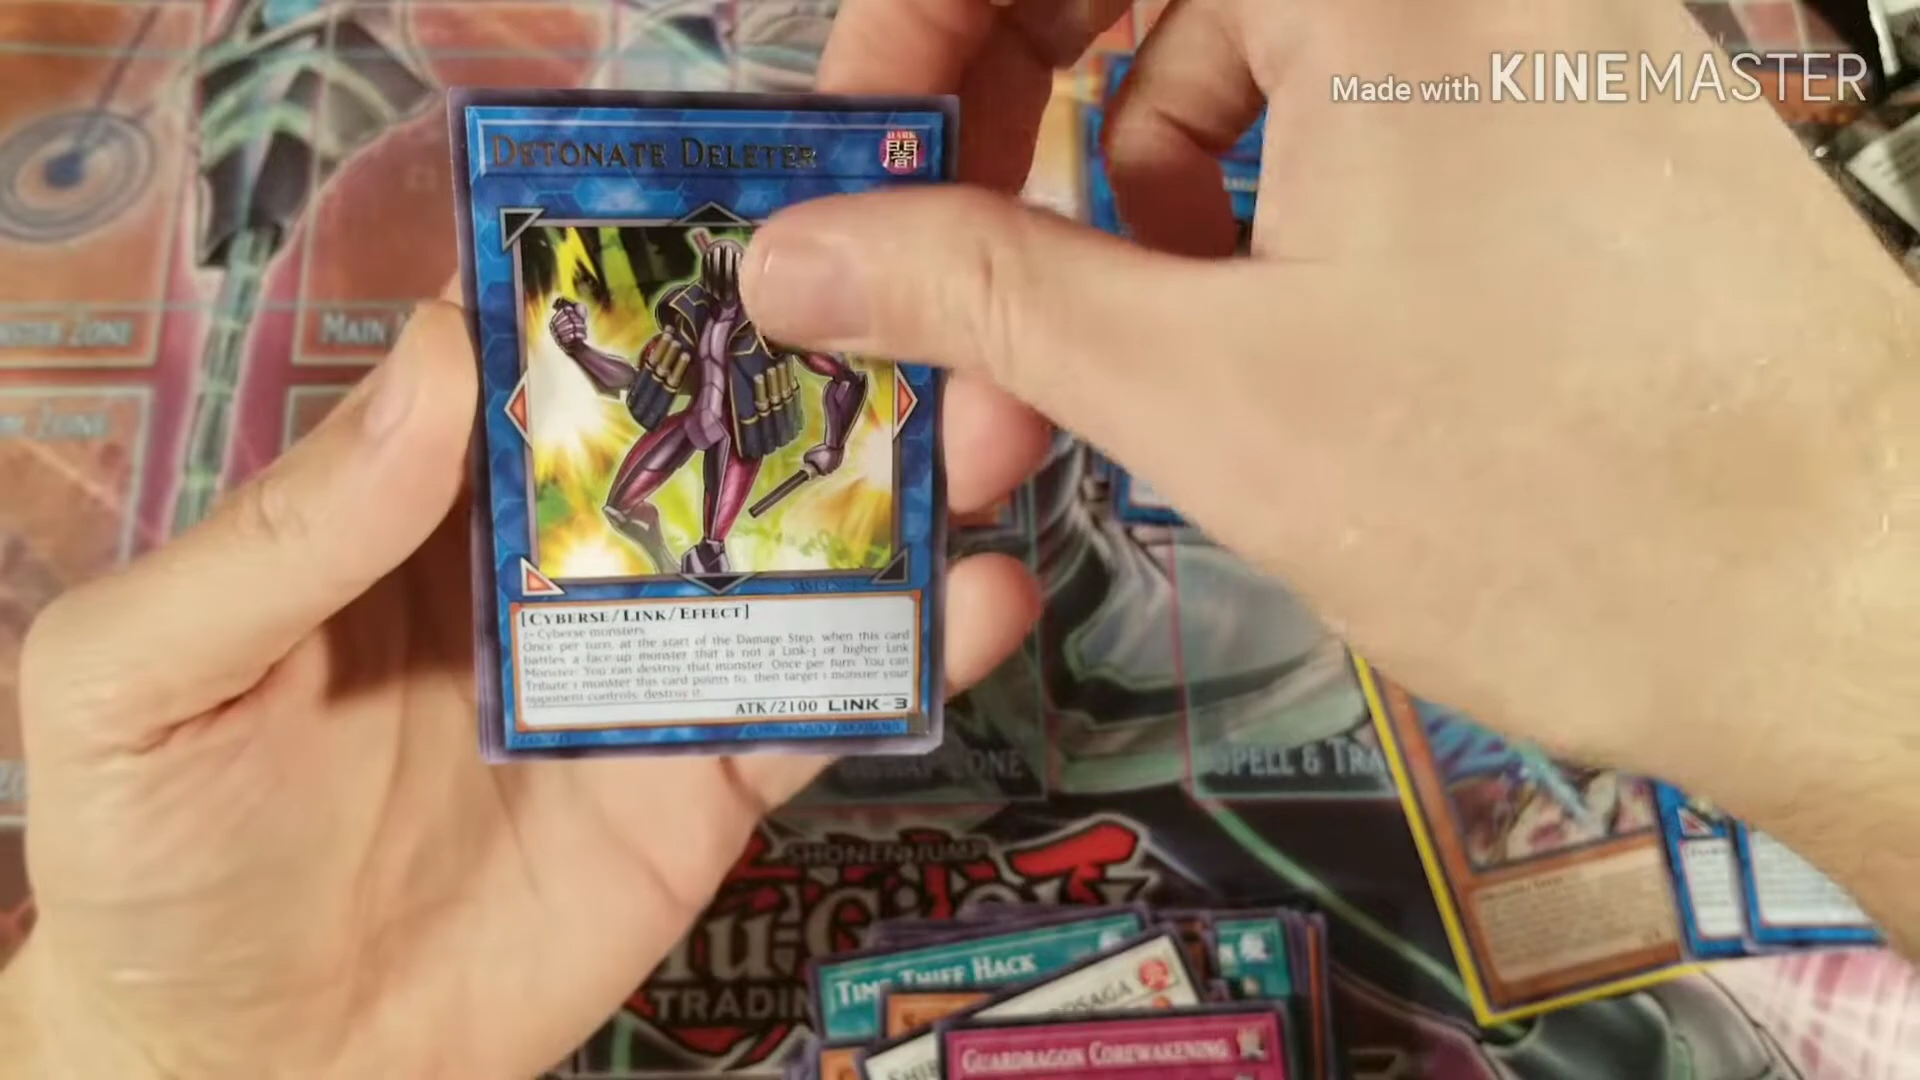 Made with KINEMASTER
DETONATE DELETER
DARK
闇
[CYBERSE/LINK/EFFECT]
2+ Cyberse monsters
Once per turn, at the start of the Damage Step, when this card
battles a face-up monster that is not a Link-3 or higher Link
Monster: You can destroy that monster. Once per turn: You can
Tribute 1 monster this card points to, then target 1 monster your
opponent controls; destroy it.
ATK/2100 LINK-3
MAIN
ZONE
ZONE
SPELL & TRA
SHONEN JUMP
TRADIN
TIME THIEF HACK
GUARDRAGON COREWAKENING